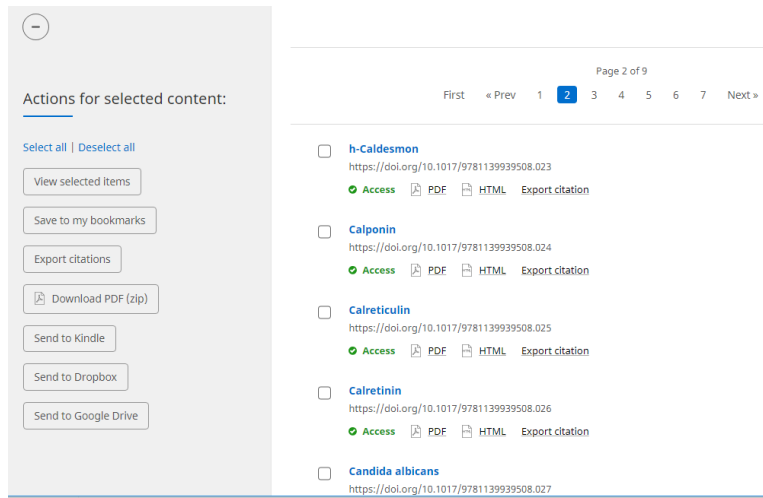 Actions for selected content:
Select all | Deselect all
View selected items
Save to my bookmarks
Export citations
Download PDF (zip)
Send to Kindle
Send to Dropbox
Send to Google Drive
Page 2 of 9
First « Prev 1 2 3 4 5 6 7 Next »
h-Caldesmon
https://doi.org/10.1017/9781139939508.023
Access PDF HTML Export citation
Calponin
https://doi.org/10.1017/9781139939508.024
Access PDF HTML Export citation
Calreticulin
https://doi.org/10.1017/9781139939508.025
Access PDF HTML Export citation
Calretinin
https://doi.org/10.1017/9781139939508.026
Access PDF HTML Export citation
Candida albicans
https://doi.org/10.1017/9781139939508.027